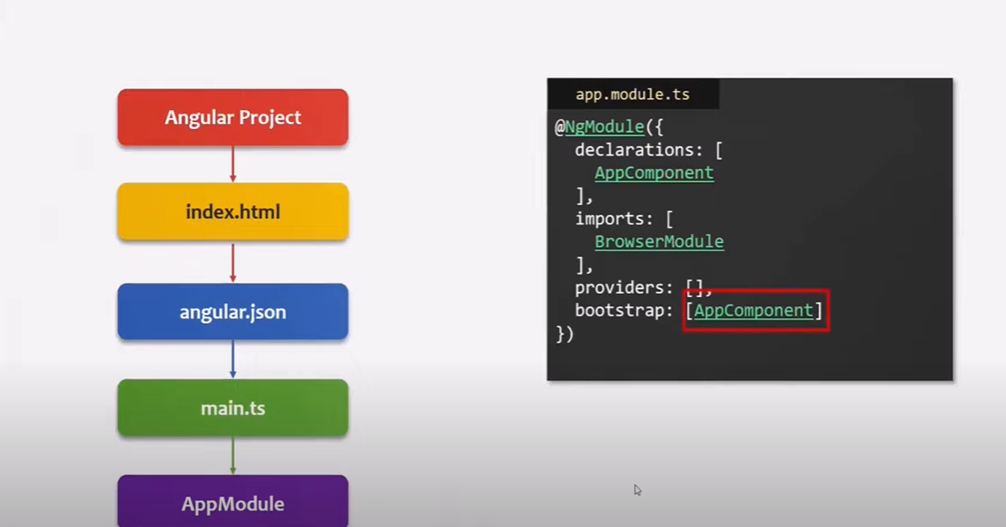 Angular Project
index.html
angular.json
main.ts
AppModule
app.module.ts
@NgModule({
declarations: [
AppComponent
],
imports: [
BrowserModule
],
providers: [],
bootstrap: [AppComponent]
})